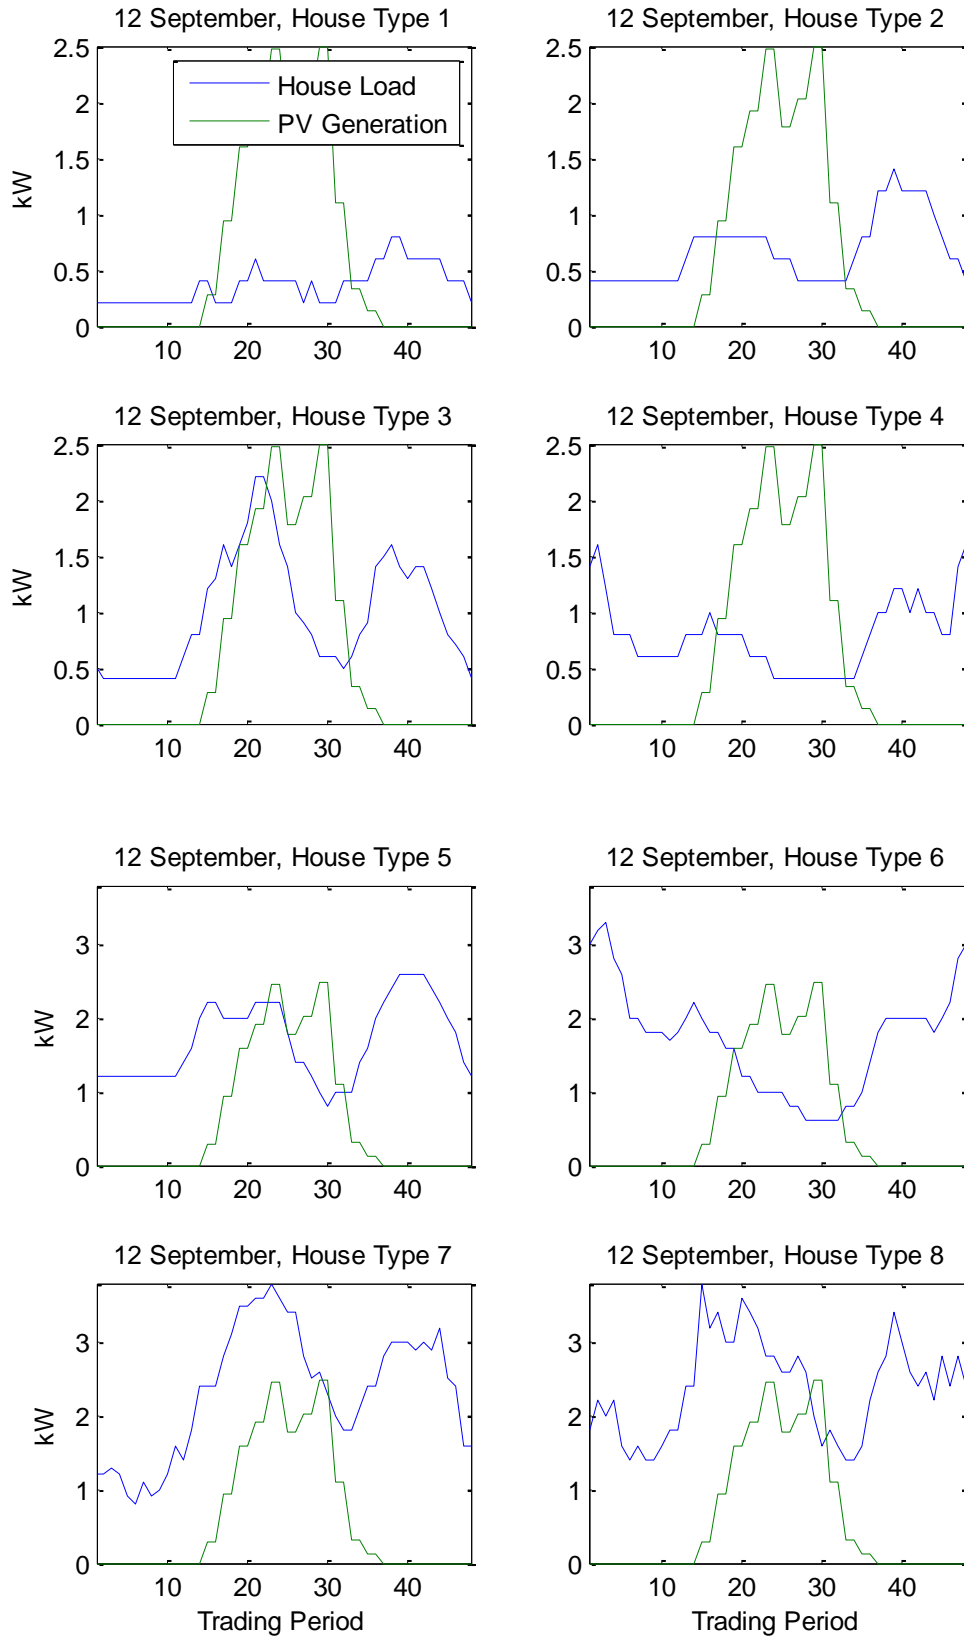 12 September, House Type 1
12 September, House Type 2
2.5
2
1.5
1
0.5
0
kW
House Load
PV Generation
10 20 30 40
2.5
2
1.5
1
0.5
0
10 20 30 40
12 September, House Type 3
12 September, House Type 4
2.5
2
1.5
1
0.5
0
kW
10 20 30 40
2.5
2
1.5
1
0.5
0
10 20 30 40
12 September, House Type 5
12 September, House Type 6
3
2
1
0
kW
10 20 30 40
3
2
1
0
10 20 30 40
12 September, House Type 7
12 September, House Type 8
3
2
1
0
kW
10 20 30 40
Trading Period
3
2
1
0
10 20 30 40
Trading Period